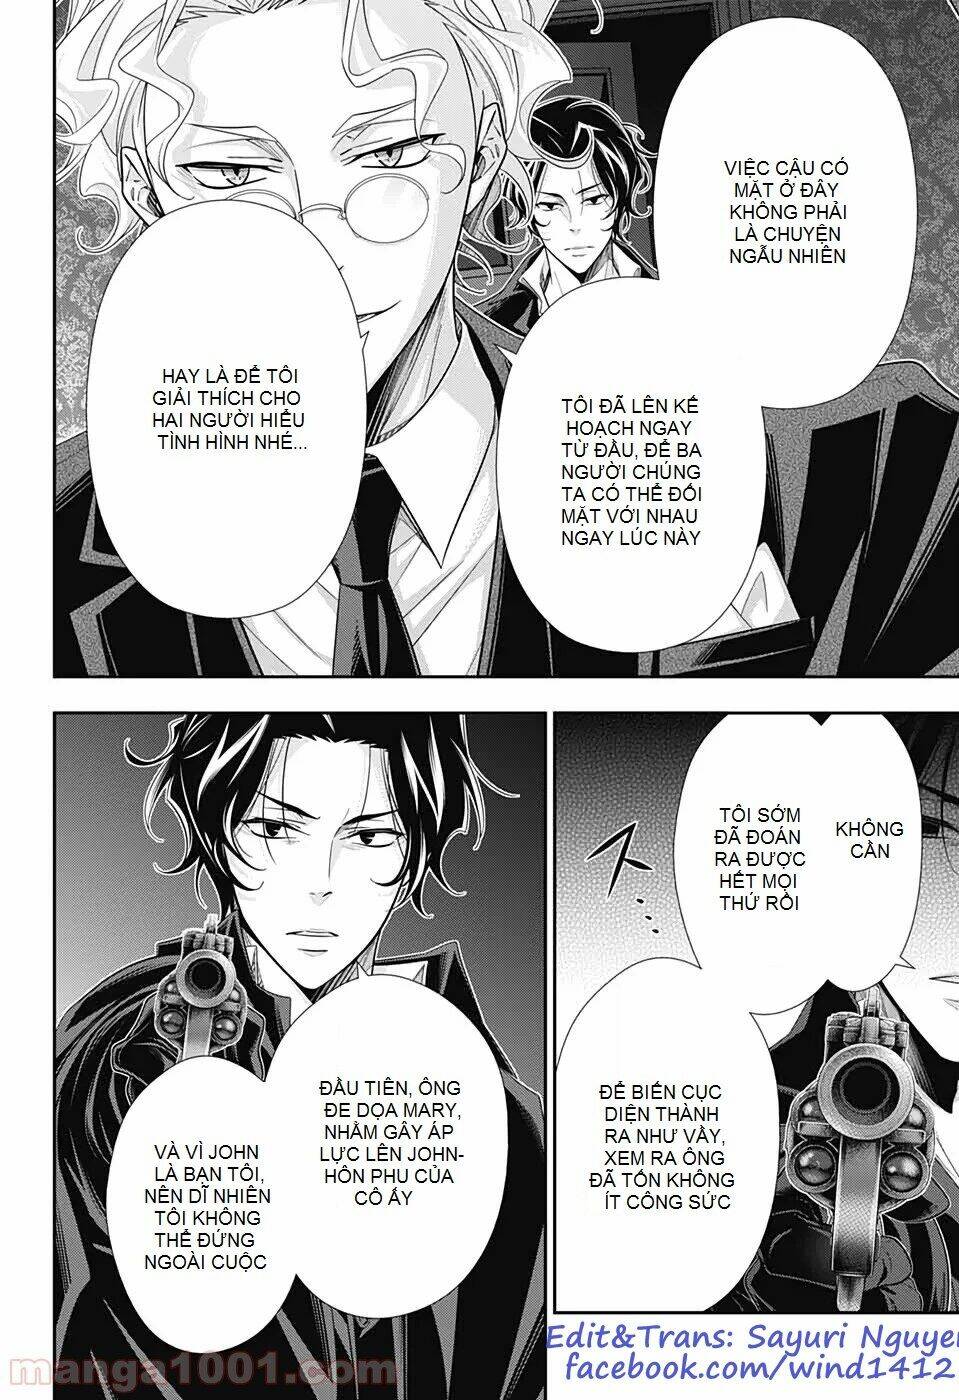 VIỆC CẬU CÓ
MẶT Ở ĐÂY
KHÔNG PHẢI
LÀ CHUYỆN
NGẪU NHIÊN
TÔI ĐÃ LÊN KẾ
HOẠCH NGAY
TỪ ĐẦU, ĐỂ BA
NGƯỜI CHÚNG
TA CÓ THỂ ĐỐI
MẶT VỚI NHAU
NGAY LÚC NÀY
HAY LÀ ĐỂ TÔI
GIẢI THÍCH CHO
HAI NGƯỜI HIỂU
TÌNH HÌNH NHÉ...
KHÔNG
CẦN
TÔI SỚM
ĐÃ ĐOÁN
RA ĐƯỢC
HẾT MỌI
THỨ RỒI
ĐỂ BIẾN CỤC
DIỆN THÀNH
RA NHƯ VẦY,
XEM RA ÔNG
ĐÃ TỐN KHÔNG
ÍT CÔNG SỨC
ĐẦU TIÊN, ÔNG
ĐE DỌA MARY,
NHẰM GÂY ÁP
LỰC LÊN JOHN-
HÔN PHU CỦA
CÔ ẤY
VÀ VÌ JOHN
LÀ BẠN TÔI,
NÊN DĨ NHIÊN
TÔI KHÔNG
THỂ ĐỨNG
NGOÀI CUỘC
Edit&Trans: Sayuri Nguyen
facebook.com/wind1412
manga1001.com